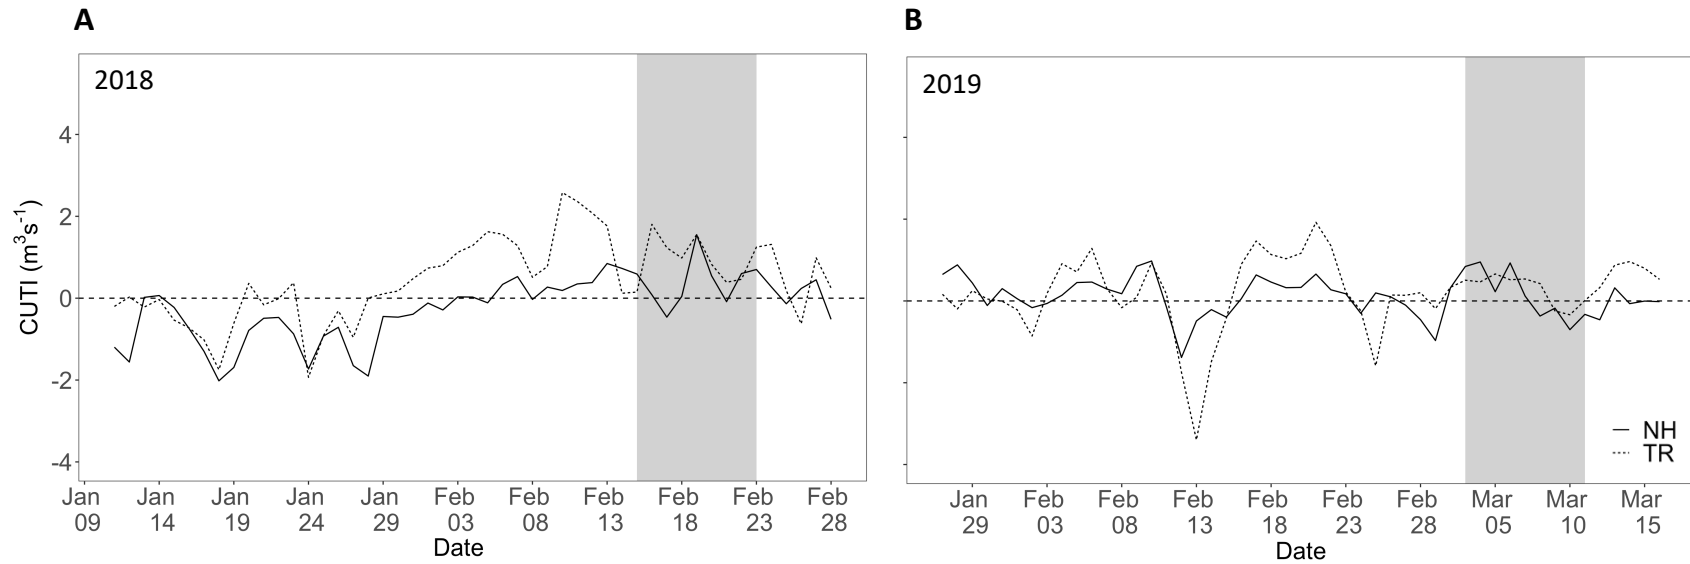 A
2018
CUTI (m³s⁻¹)
4
2
0
-2
-4
Jan 09
Jan 14
Jan 19
Jan 24
Jan 29
Feb 03
Feb 08
Feb 13
Feb 18
Feb 23
Feb 28
Date
B
2019
NH
TR
Jan 29
Feb 03
Feb 08
Feb 13
Feb 18
Feb 23
Feb 28
Mar 05
Mar 10
Mar 15
Date